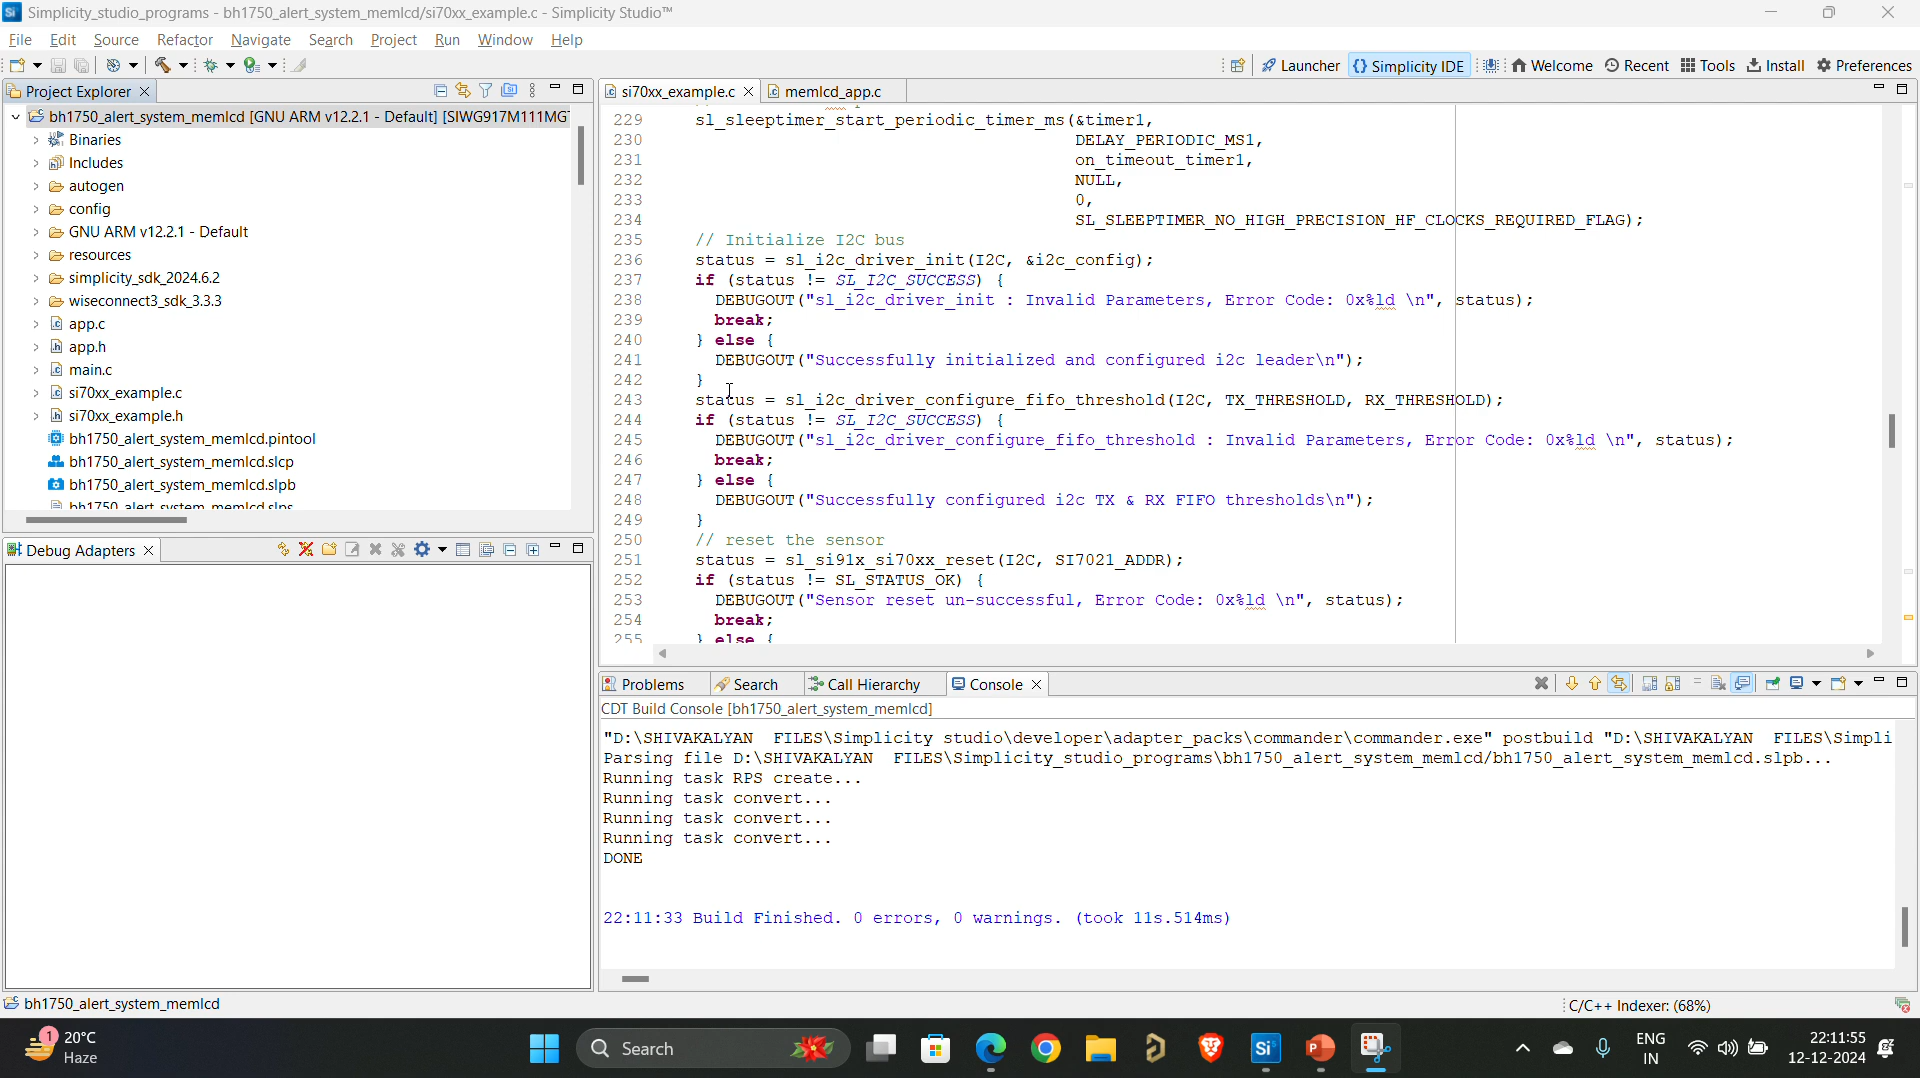 Simplicity_studio_programs - bh1750_alert_system_memlcd/si70xx_example.c - Simplicity Studio™
File Edit Source Refactor Navigate Search Project Run Window Help
Launcher {} Simplicity IDE Welcome Recent Tools Install Preferences
Project Explorer
bh1750_alert_system_memlcd [GNU ARM v12.2.1 - Default] [SIWG917M111MG
Binaries
Includes
autogen
config
GNU ARM v12.2.1 - Default
resources
simplicity_sdk_2024.6.2
wiseconnect3_sdk_3.3.3
app.c
app.h
main.c
si70xx_example.c
si70xx_example.h
bh1750_alert_system_memlcd.pintool
bh1750_alert_system_memlcd.slcp
bh1750_alert_system_memlcd.slpb
bh1750_alert_system_memlcd.slps
Debug Adapters
si70xx_example.c memlcd_app.c
229 sl_sleeptimer_start_periodic_timer_ms(&timer1,
230 DELAY_PERIODIC_MS1,
231 on_timeout_timer1,
232 NULL,
233 0,
234 SL_SLEEPTIMER_NO_HIGH_PRECISION_HF_CLOCKS_REQUIRED_FLAG);
235 // Initialize I2C bus
236 status = sl_i2c_driver_init(I2C, &i2c_config);
237 if (status != SL_I2C_SUCCESS) {
238 DEBUGOUT("sl_i2c_driver_init : Invalid Parameters, Error Code: 0x%ld \n", status);
239 break;
240 } else {
241 DEBUGOUT("Successfully initialized and configured i2c leader\n");
242 }
243 status = sl_i2c_driver_configure_fifo_threshold(I2C, TX_THRESHOLD, RX_THRESHOLD);
244 if (status != SL_I2C_SUCCESS) {
245 DEBUGOUT("sl_i2c_driver_configure_fifo_threshold : Invalid Parameters, Error Code: 0x%ld \n", status);
246 break;
247 } else {
248 DEBUGOUT("Successfully configured i2c TX & RX FIFO thresholds\n");
249 }
250 // reset the sensor
251 status = sl_si91x_si70xx_reset(I2C, SI7021_ADDR);
252 if (status != SL_STATUS_OK) {
253 DEBUGOUT("Sensor reset un-successful, Error Code: 0x%ld \n", status);
254 break;
255 } else {
Problems Search Call Hierarchy Console
CDT Build Console [bh1750_alert_system_memlcd]
"D:\SHIVAKALYAN FILES\Simplicity studio\developer\adapter_packs\commander\commander.exe" postbuild "D:\SHIVAKALYAN FILES\Simpli
Parsing file D:\SHIVAKALYAN FILES\Simplicity_studio_programs\bh1750_alert_system_memlcd/bh1750_alert_system_memlcd.slpb...
Running task RPS create...
Running task convert...
Running task convert...
Running task convert...
DONE
22:11:33 Build Finished. 0 errors, 0 warnings. (took 11s.514ms)
bh1750_alert_system_memlcd
C/C++ Indexer: (68%)
1
20°C
Haze
Search
Si
ENG
IN
22:11:55
12-12-2024